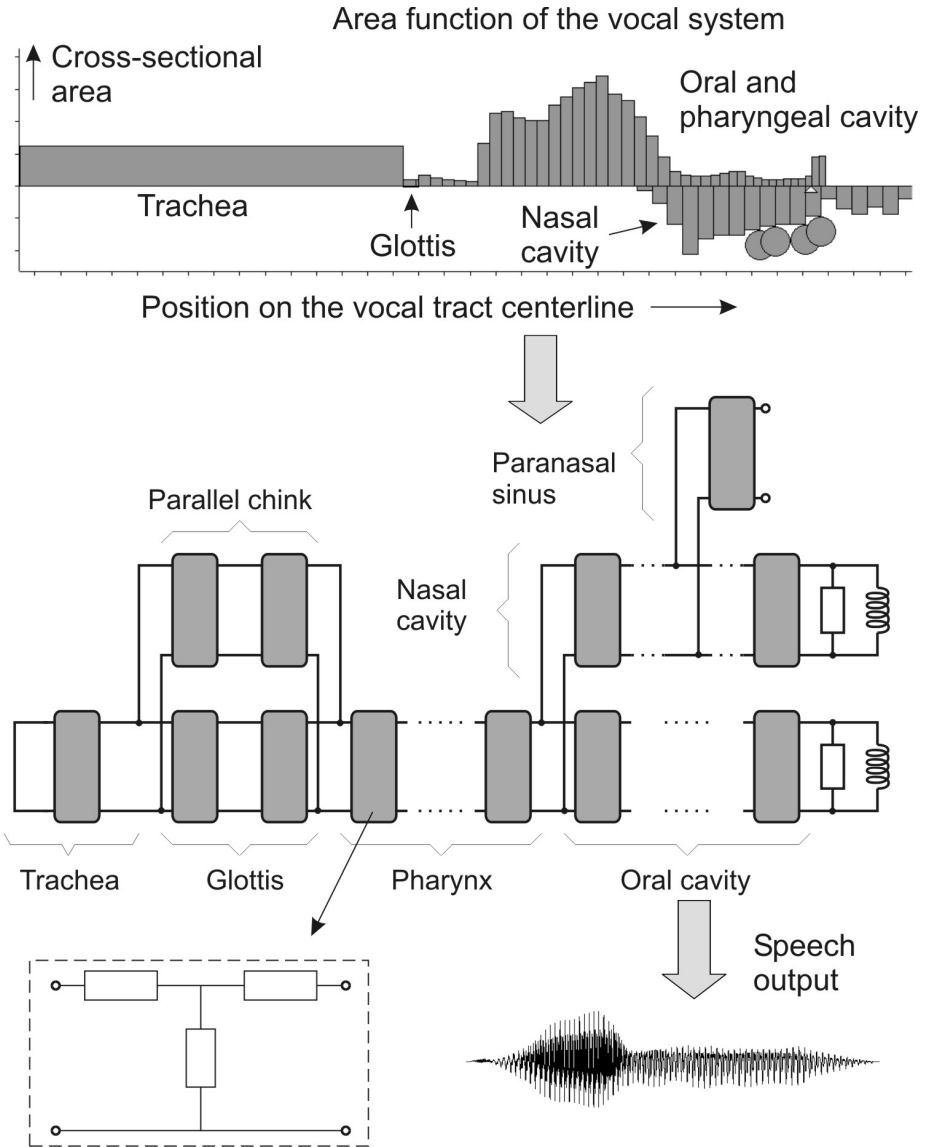 Area function of the vocal system
Cross-sectional
area
Oral and
pharyngeal cavity
Trachea
Glottis
Nasal
cavity
Position on the vocal tract centerline
Paranasal
sinus
Parallel chink
Nasal
cavity
Trachea
Glottis
Pharynx
Oral cavity
Speech
output